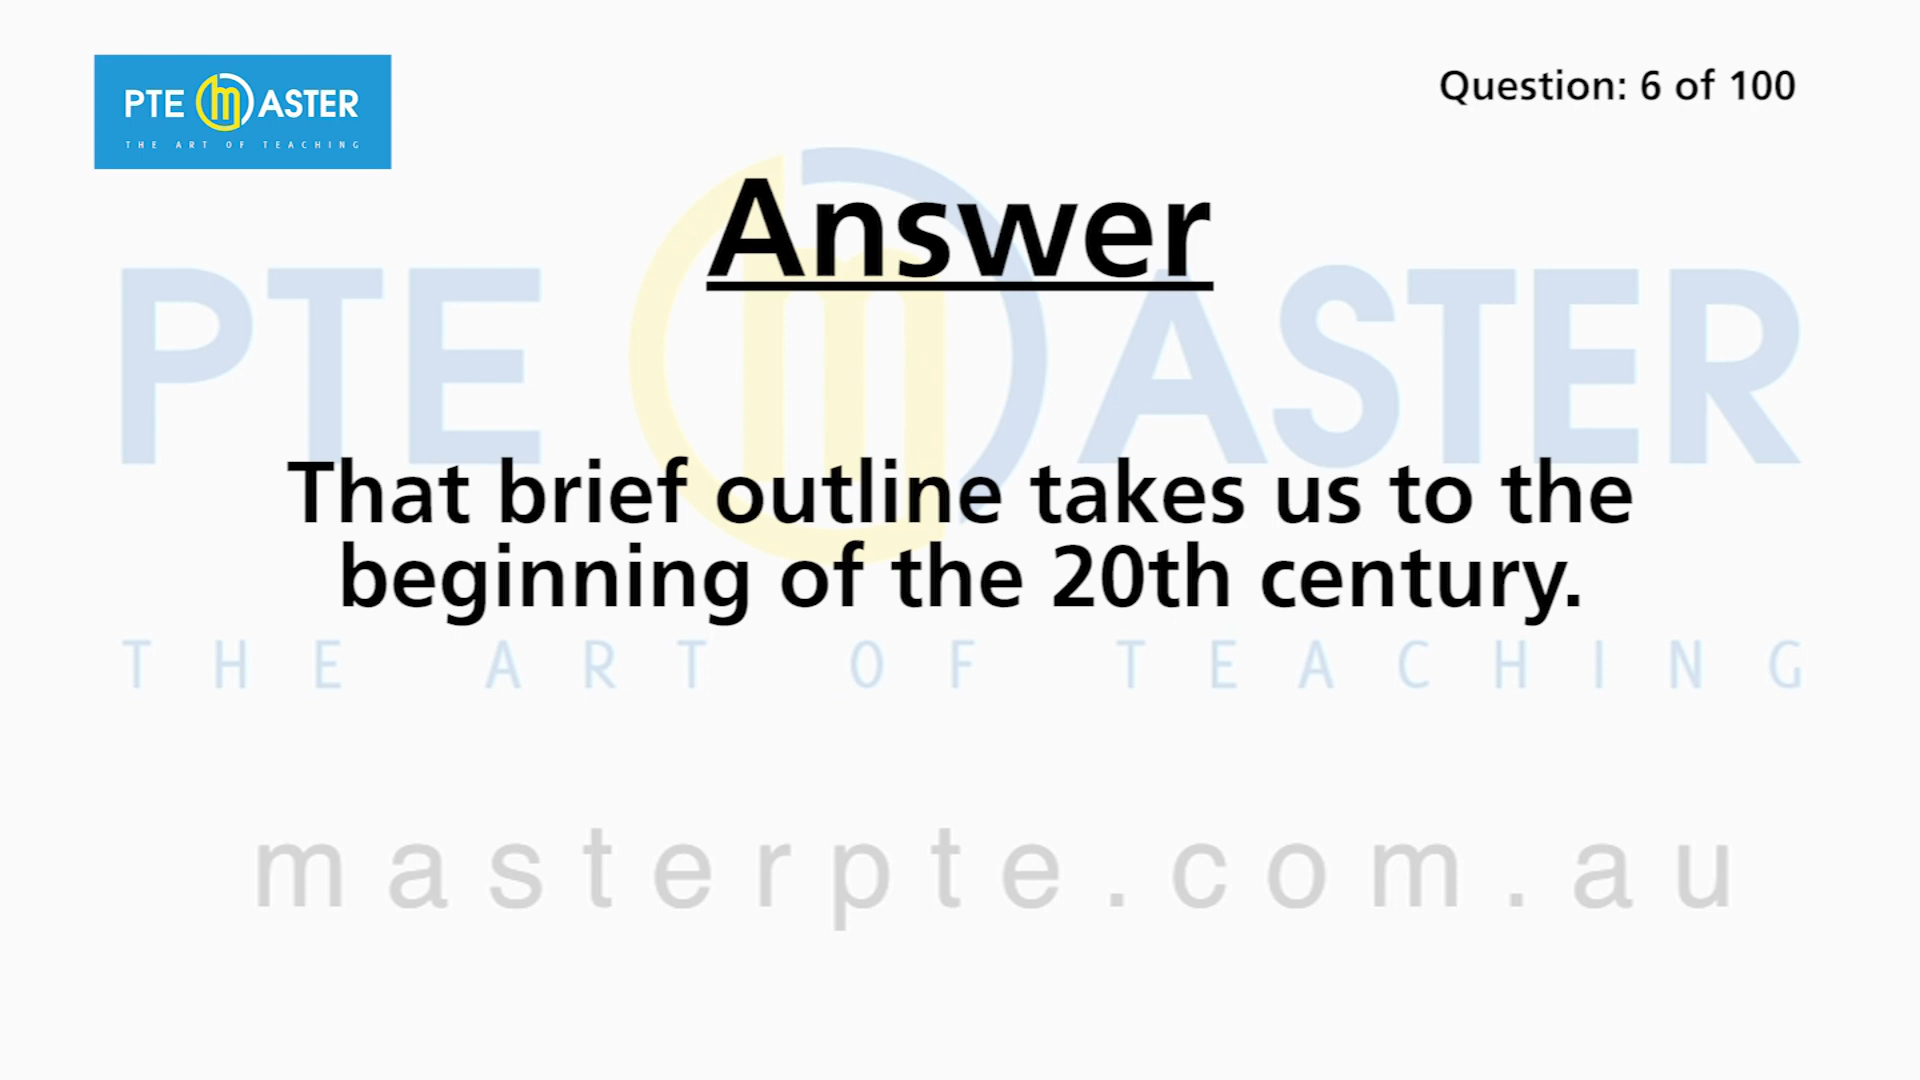 PTE MASTER
THE ART OF TEACHING
Question: 6 of 100
Answer
PTE MASTER
That brief outline takes us to the
beginning of the 20th century.
THE ART OF TEACHING
masterpte.com.au